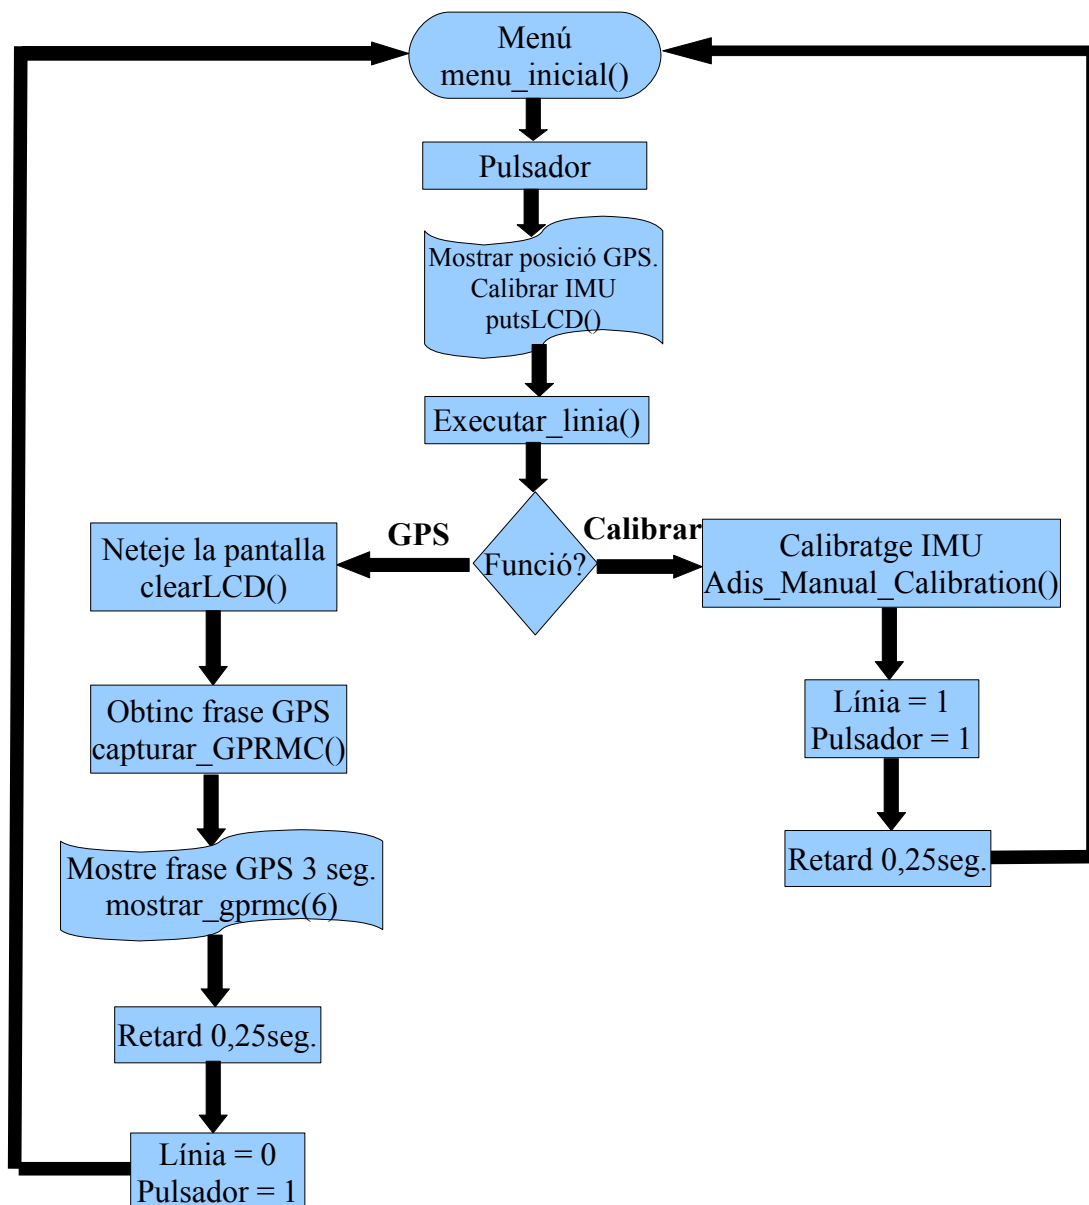 Menú
menu_inicial()
Pulsador
Mostrar posició GPS.
Calibrar IMU
putsLCD()
Executar_linia()
Funció?
GPS
Calibrar
Neteje la pantalla
clearLCD()
Obtinc frase GPS
capturar_GPRMC()
Mostre frase GPS 3 seg.
mostrar_gprmc(6)
Retard 0,25seg.
Línia = 0
Pulsador = 1
Calibratge IMU
Adis_Manual_Calibration()
Línia = 1
Pulsador = 1
Retard 0,25seg.